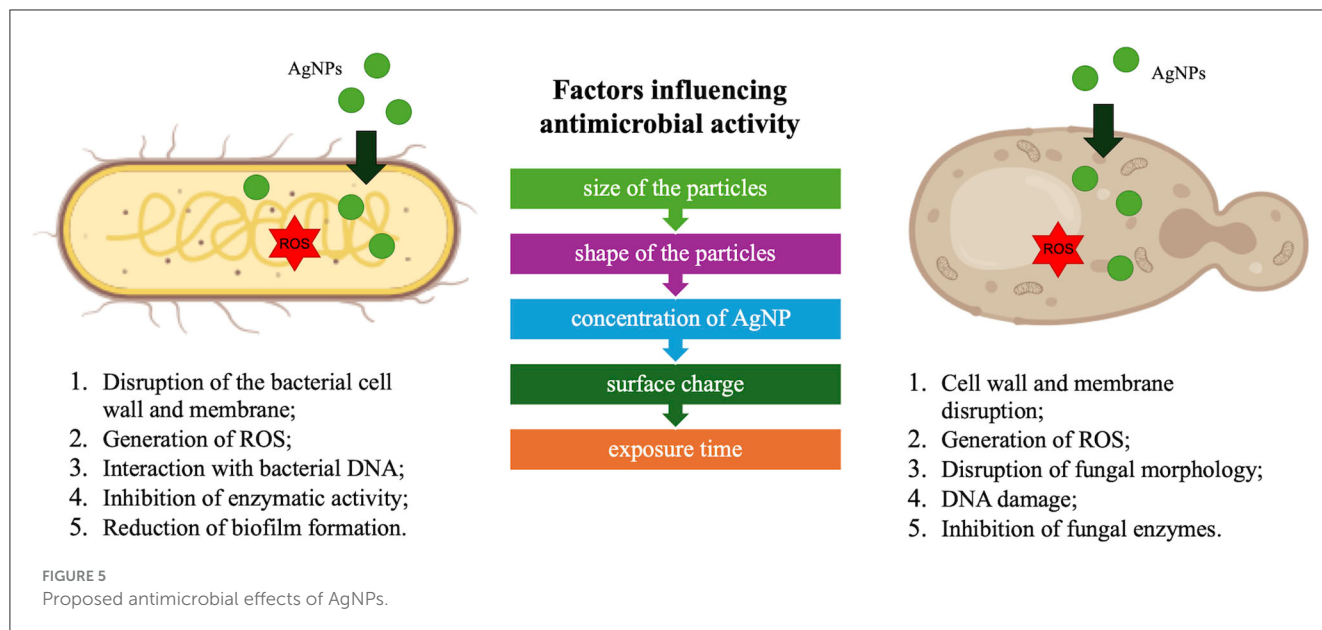 AgNPs
ROS
1. Disruption of the bacterial cell
wall and membrane;
2. Generation of ROS;
3. Interaction with bacterial DNA;
4. Inhibition of enzymatic activity;
5. Reduction of biofilm formation.
Factors influencing
antimicrobial activity
size of the particles
shape of the particles
concentration of AgNP
surface charge
exposure time
AgNPs
ROS
1. Cell wall and membrane
disruption;
2. Generation of ROS;
3. Disruption of fungal morphology;
4. DNA damage;
5. Inhibition of fungal enzymes.
FIGURE 5
Proposed antimicrobial effects of AgNPs.